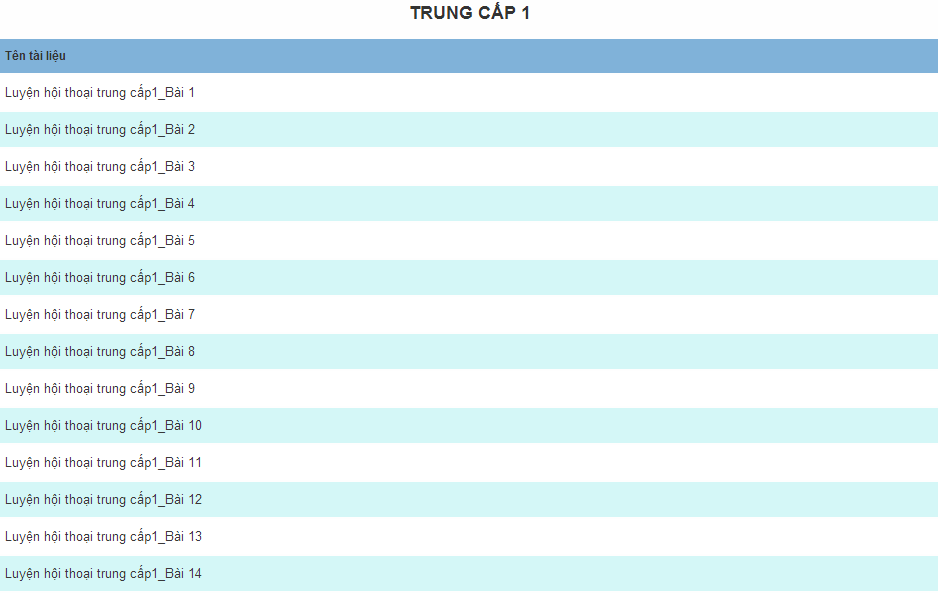 TRUNG CẤP 1
Tên tài liệu
Luyện hội thoại trung cấp1_Bài 1
Luyện hội thoại trung cấp1_Bài 2
Luyện hội thoại trung cấp1_Bài 3
Luyện hội thoại trung cấp1_Bài 4
Luyện hội thoại trung cấp1_Bài 5
Luyện hội thoại trung cấp1_Bài 6
Luyện hội thoại trung cấp1_Bài 7
Luyện hội thoại trung cấp1_Bài 8
Luyện hội thoại trung cấp1_Bài 9
Luyện hội thoại trung cấp1_Bài 10
Luyện hội thoại trung cấp1_Bài 11
Luyện hội thoại trung cấp1_Bài 12
Luyện hội thoại trung cấp1_Bài 13
Luyện hội thoại trung cấp1_Bài 14